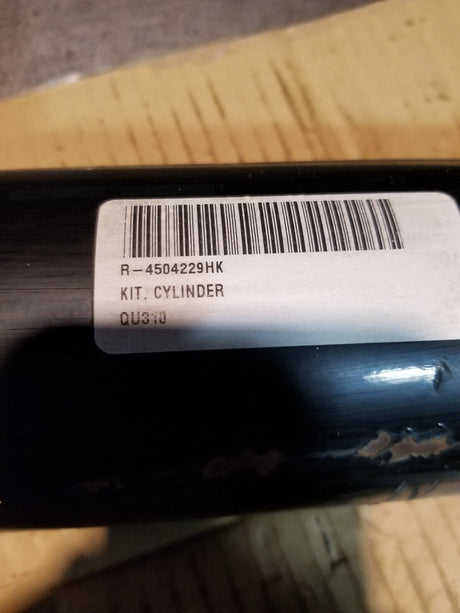 R-4504229HK
KIT, CYLINDER
QU310